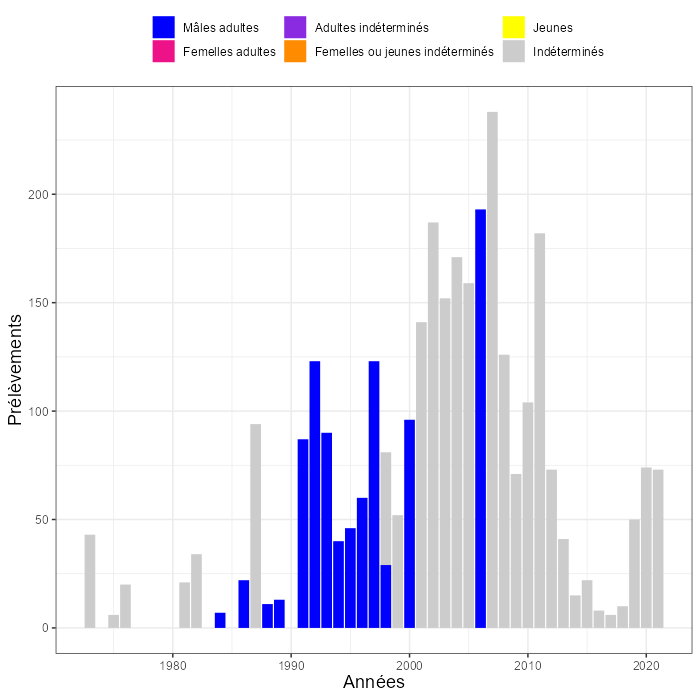 Mâles adultes
Adultes indéterminés
Jeunes
Femelles adultes
Femelles ou jeunes indéterminés
Indéterminés
Prélèvements
200
150
100
50
0
1980
1990
2000
2010
2020
Années